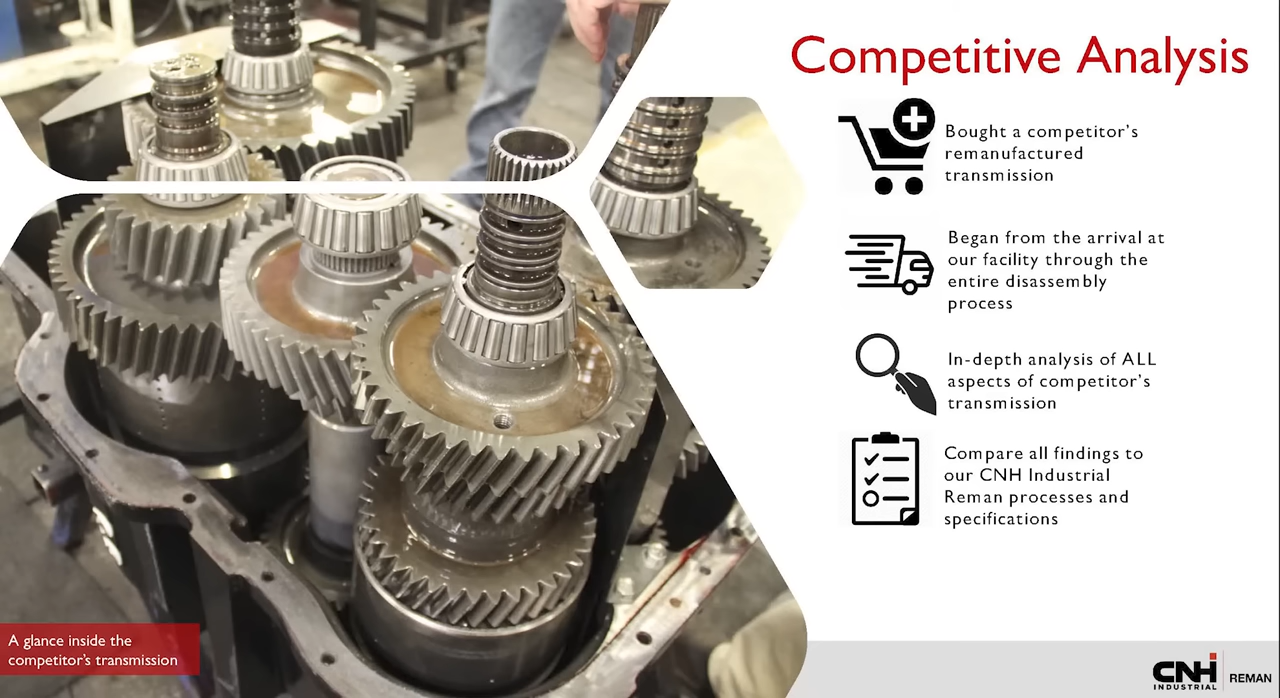 Competitive Analysis
Bought a competitor's
remanufactured
transmission
Began from the arrival at
our facility through the
entire disassembly
process
In-depth analysis of ALL
aspects of competitor's
transmission
Compare all findings to
our CNH Industrial
Reman processes and
specifications
A glance inside the
competitor's transmission
CNH
INDUSTRIAL
REMAN